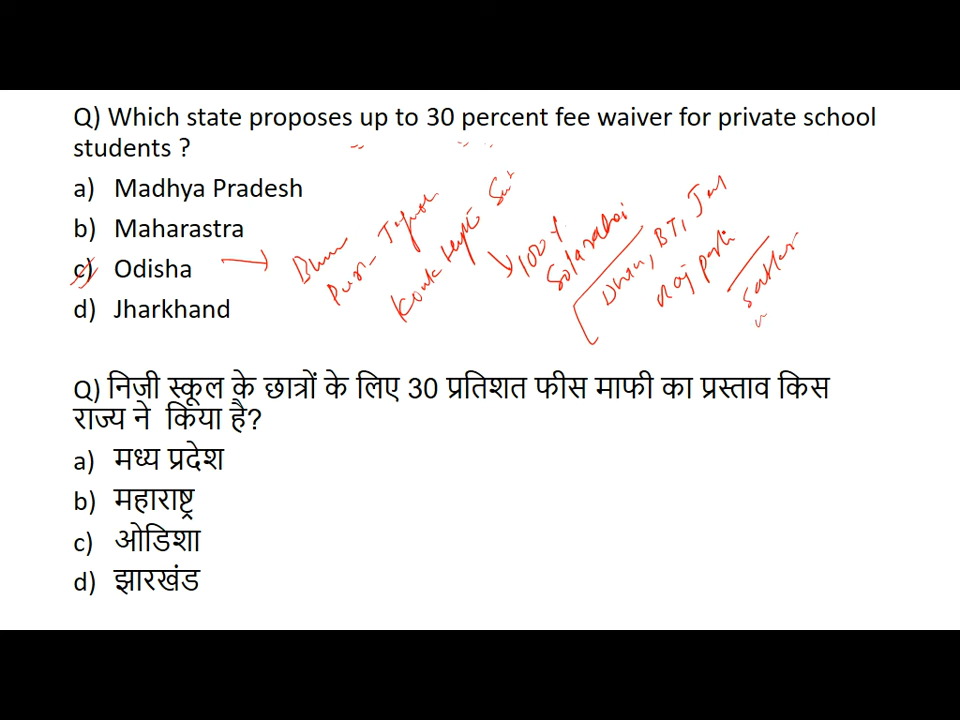 Q) Which state proposes up to 30 percent fee waiver for private school
students ?
a) Madhya Pradesh
b) Maharastra
c) Odisha
d) Jharkhand
100%
Q) निजी स्कूल के छात्रों के लिए 30 प्रतिशत फीस माफी का प्रस्ताव किस
राज्य ने किया है?
a) मध्य प्रदेश
b) महाराष्ट्र
c) ओडिशा
d) झारखंड